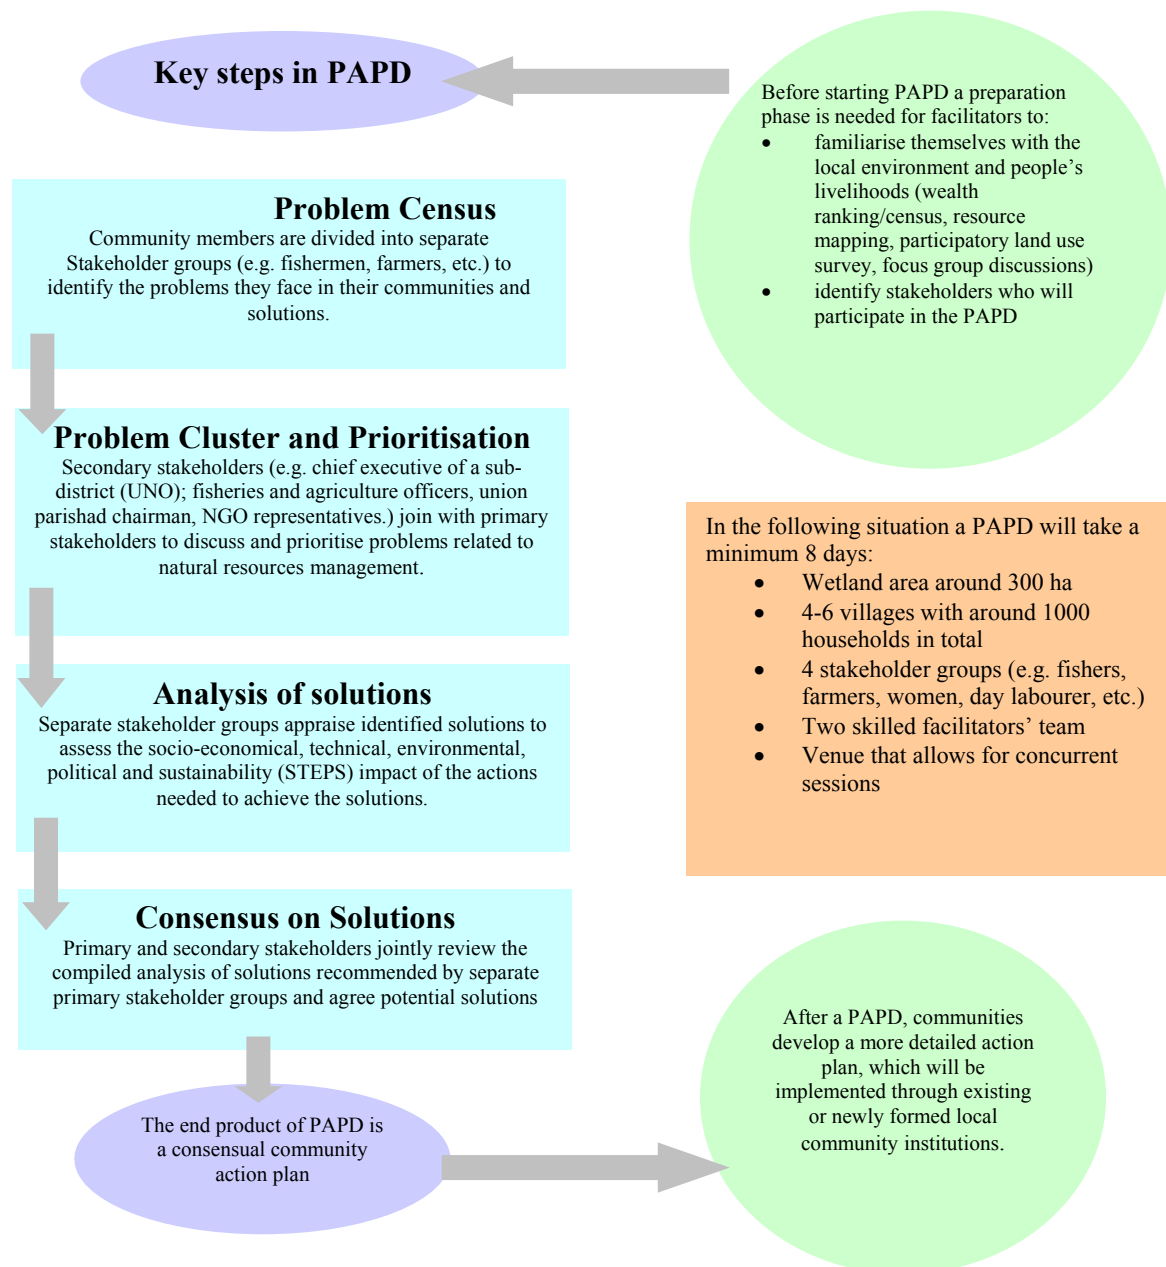 Key steps in PAPD
Before starting PAPD a preparation
phase is needed for facilitators to:
• familiarise themselves with the
local environment and people’s
livelihoods (wealth
ranking/census, resource
mapping, participatory land use
survey, focus group discussions)
• identify stakeholders who will
participate in the PAPD
Problem Census
Community members are divided into separate
Stakeholder groups (e.g. fishermen, farmers, etc.) to
identify the problems they face in their communities and
solutions.
Problem Cluster and Prioritisation
Secondary stakeholders (e.g. chief executive of a sub-
district (UNO); fisheries and agriculture officers, union
parishad chairman, NGO representatives.) join with primary
stakeholders to discuss and prioritise problems related to
natural resources management.
In the following situation a PAPD will take a
minimum 8 days:
• Wetland area around 300 ha
• 4-6 villages with around 1000
households in total
• 4 stakeholder groups (e.g. fishers,
farmers, women, day labourer, etc.)
• Two skilled facilitators’ team
• Venue that allows for concurrent
sessions
Analysis of solutions
Separate stakeholder groups appraise identified solutions to
assess the socio-economical, technical, environmental,
political and sustainability (STEPS) impact of the actions
needed to achieve the solutions.
Consensus on Solutions
Primary and secondary stakeholders jointly review the
compiled analysis of solutions recommended by separate
primary stakeholder groups and agree potential solutions
The end product of PAPD is
a consensual community
action plan
After a PAPD, communities
develop a more detailed action
plan, which will be
implemented through existing
or newly formed local
community institutions.